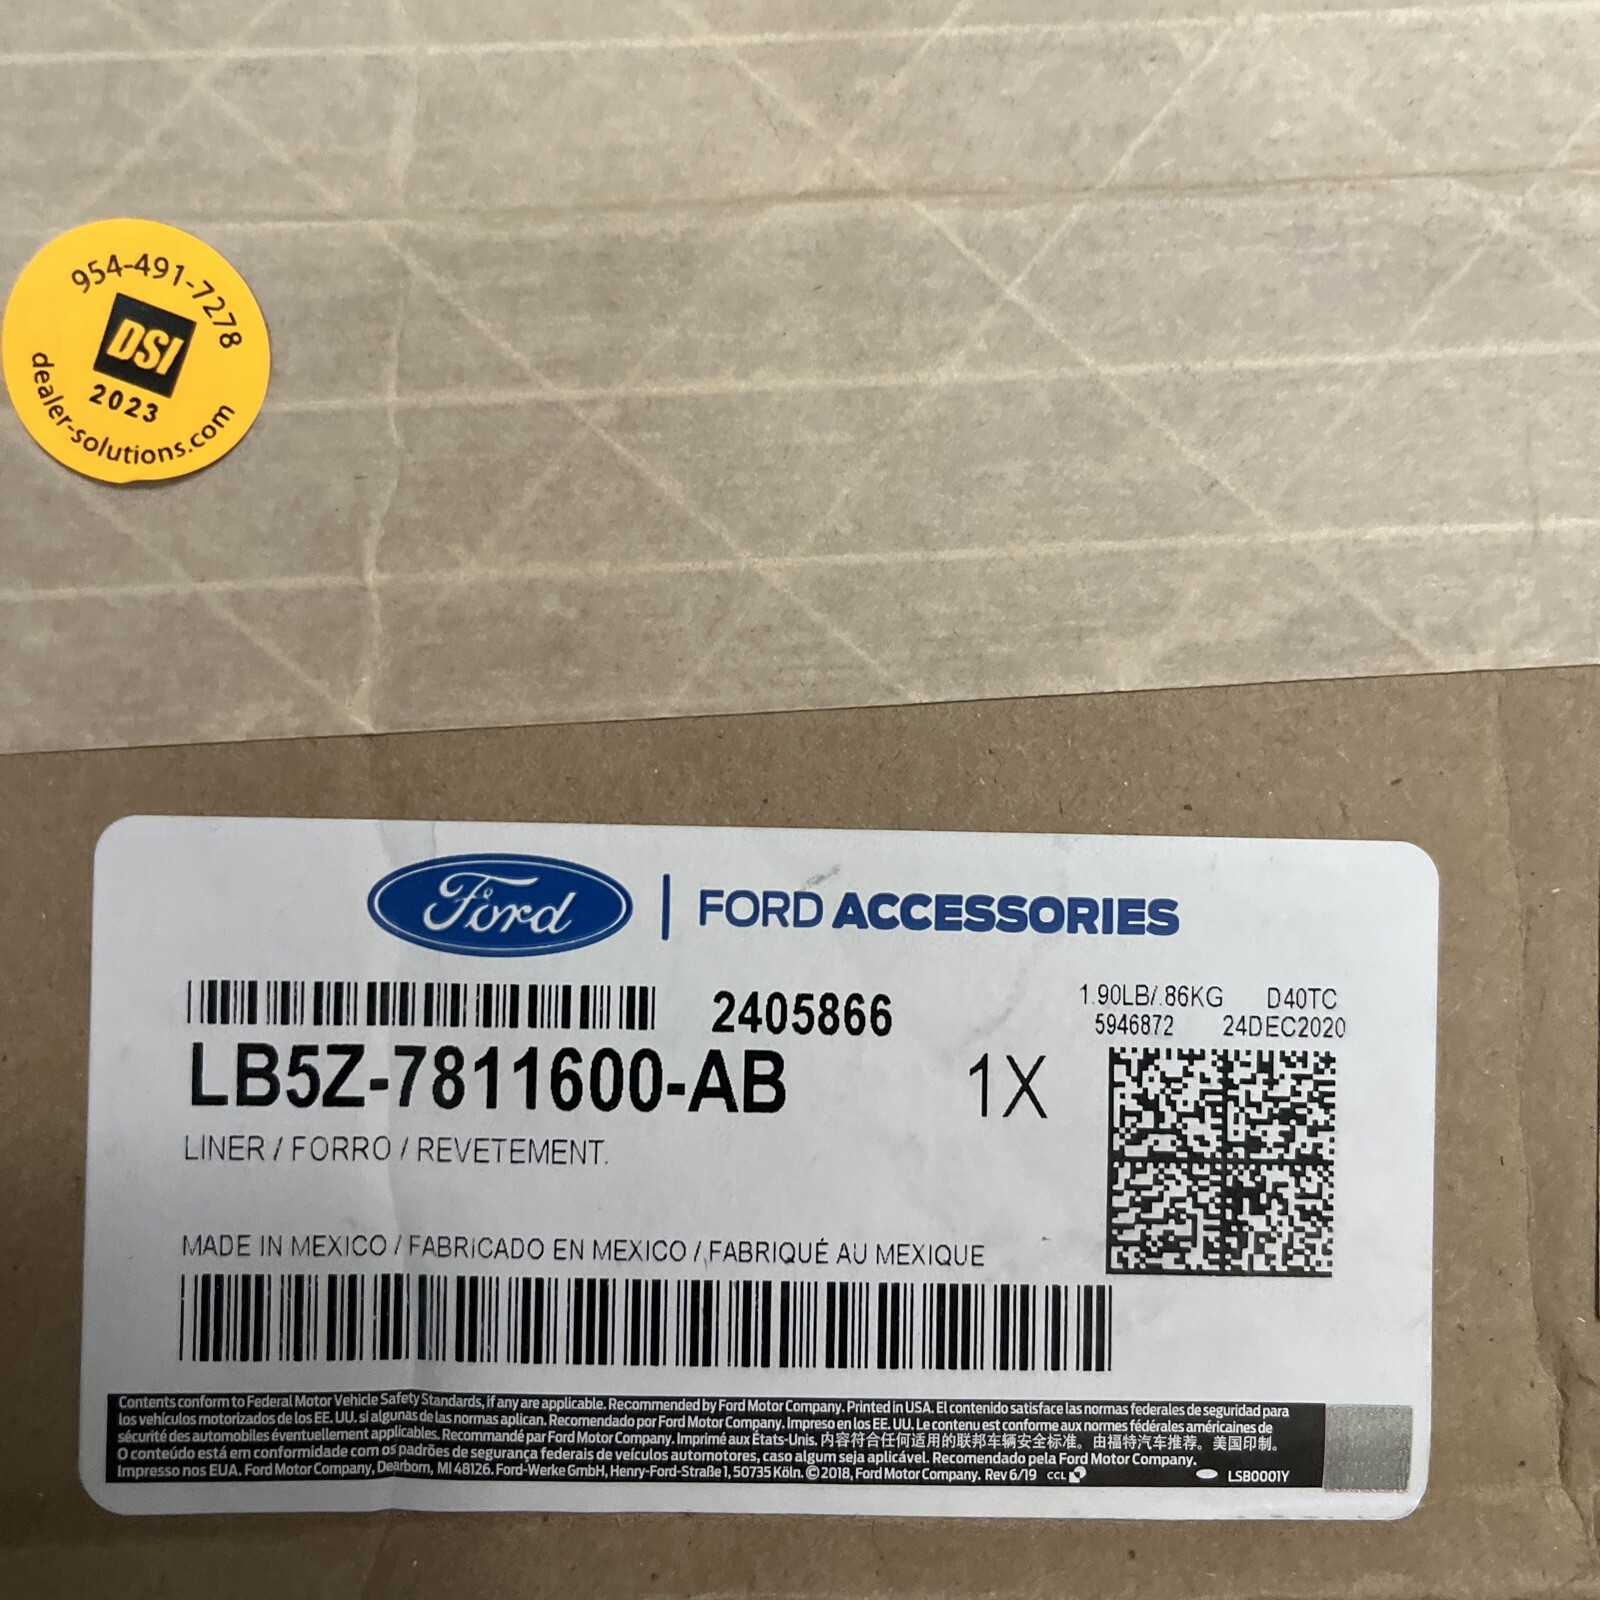 954-491-7278
DSI
2023
dealer-solutions.com
Ford | FORD ACCESSORIES
2405866
1.90LB/.86KG D40TC
5946872 24DEC2020
LB5Z-7811600-AB 1X
LINER / FORRO / REVETEMENT.
MADE IN MEXICO / FABRICADO EN MEXICO / FABRIQUÉ AU MEXIQUE
Contents conform to Federal Motor Vehicle Safety Standards, if any are applicable. Recommended by Ford Motor Company. Printed in USA. El contenido satisface las normas federales de seguridad para
los vehículos motorizados de los EE. UU. si algunas de las normas aplican. Recomendado por Ford Motor Company. Impreso en los EE. UU. Le contenu est conforme aux normes fédérales américaines de
sécurité des automobiles éventuellement applicables. Recommandé par Ford Motor Company. Imprimé aux États-Unis. 内容符合任何适用的联邦车辆安全标准。由福特汽车推荐。美国印制。
O conteúdo está em conformidade com os padrões de segurança federais de veículos automotores, caso algum seja aplicável. Recomendado pela Ford Motor Company.
Impresso nos EUA. Ford Motor Company, Dearborn, MI 48126. Ford-Werke GmbH, Henry-Ford-Straße 1, 50735 Köln. © 2018, Ford Motor Company. Rev 6/19 CCL LSB0001Y